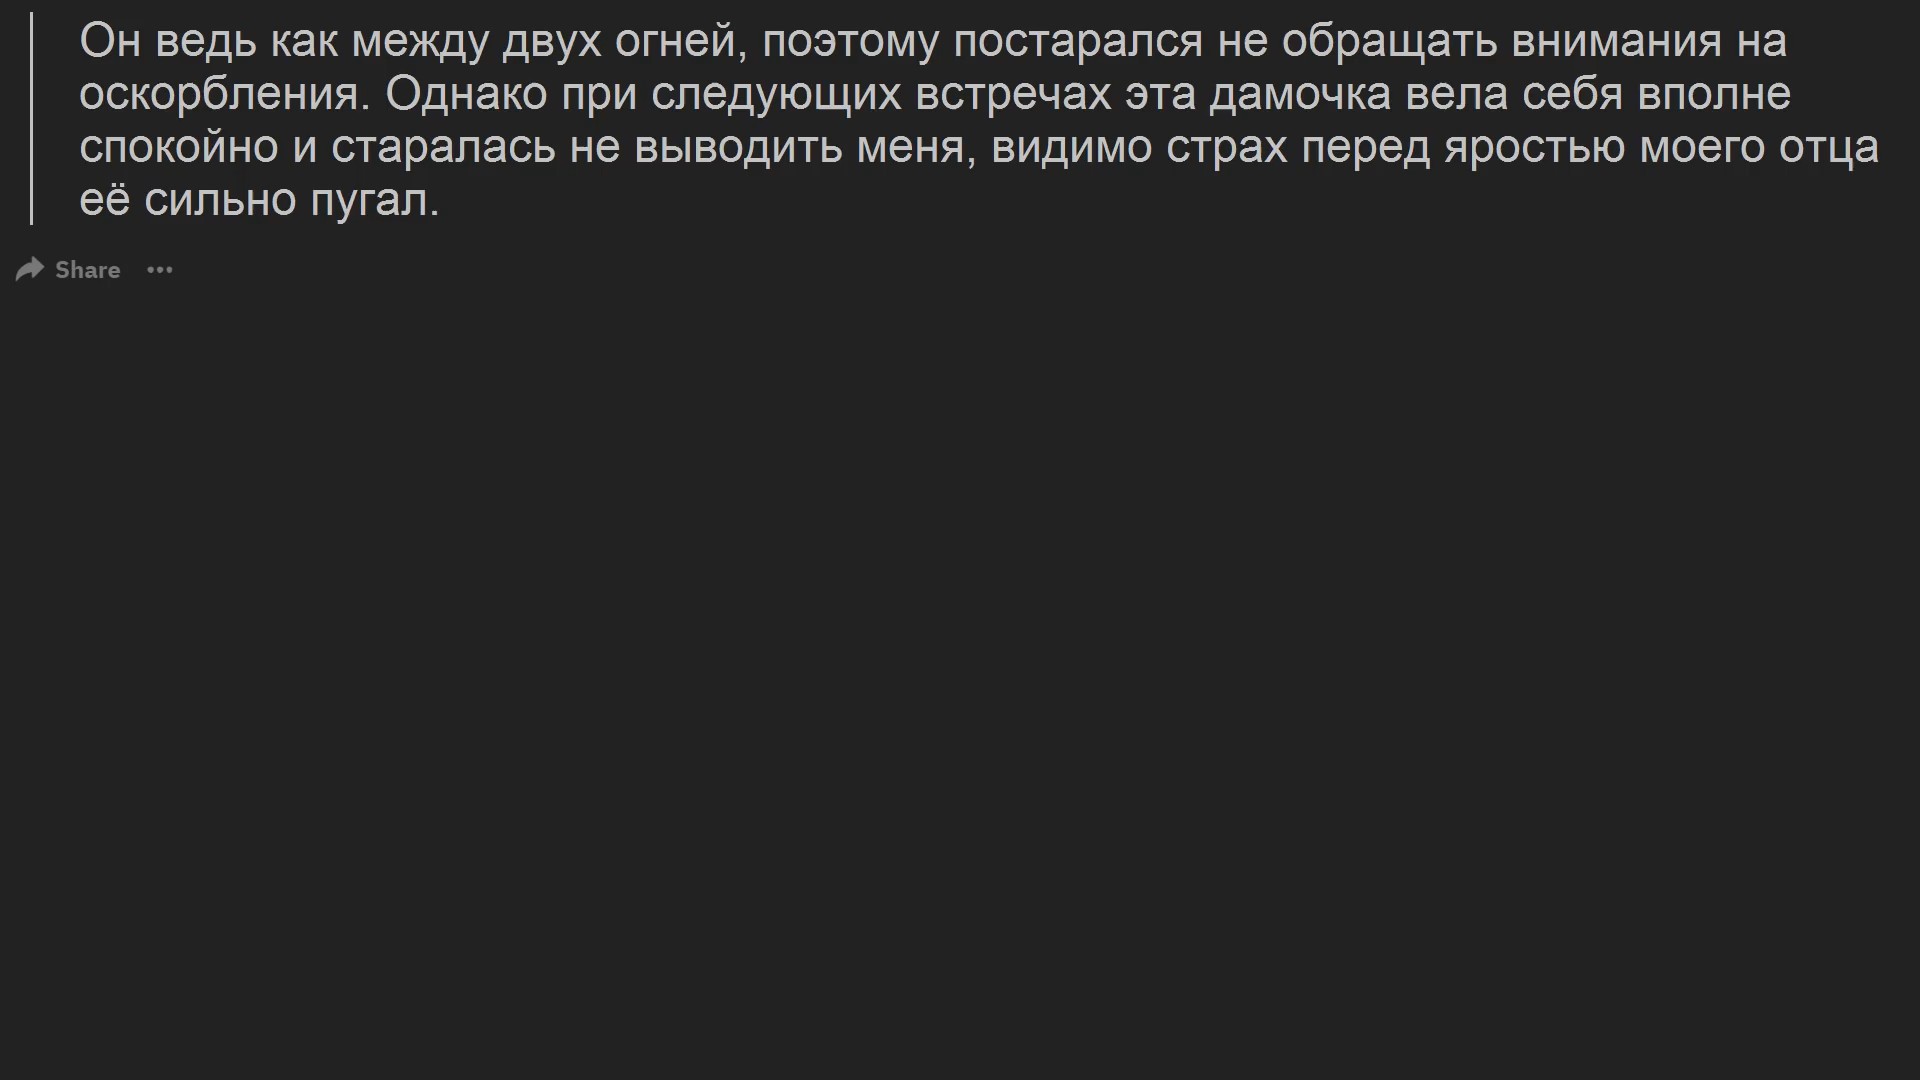 Он ведь как между двух огней, поэтому постарался не обращать внимания на
оскорбления. Однако при следующих встречах эта дамочка вела себя вполне
спокойно и старалась не выводить меня, видимо страх перед яростью моего отца
её сильно пугал.
Share ...